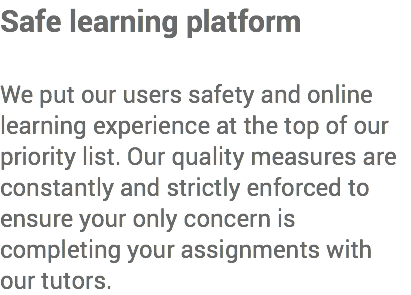 Safe learning platform
We put our users safety and online
learning experience at the top of our
priority list. Our quality measures are
constantly and strictly enforced to
ensure your only concern is
completing your assignments with
our tutors.